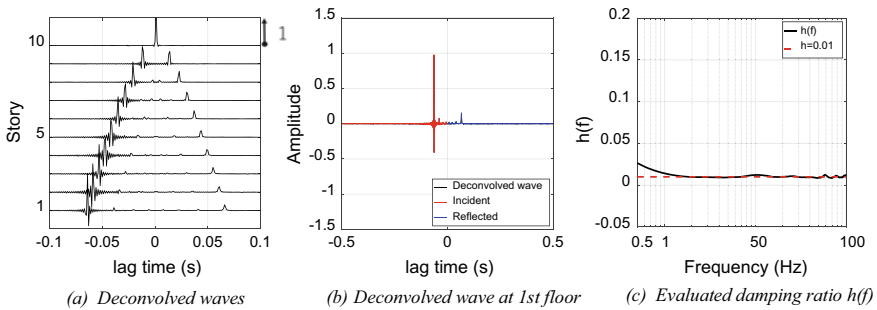 10
5
1
Story
1
-0.1
-0.05
0
0.05
0.1
lag time (s)
(a) Deconvolved waves
1.5
1
0.5
0
-0.5
-1
-1.5
Amplitude
Deconvolved wave
Incident
Reflected
-0.5
0
0.5
lag time (s)
(b) Deconvolved wave at 1st floor
0.2
0.15
0.1
0.05
0
-0.05
h(f)
h(f)
h=0.01
0.5
1
50
100
Frequency (Hz)
(c) Evaluated damping ratio h(f)